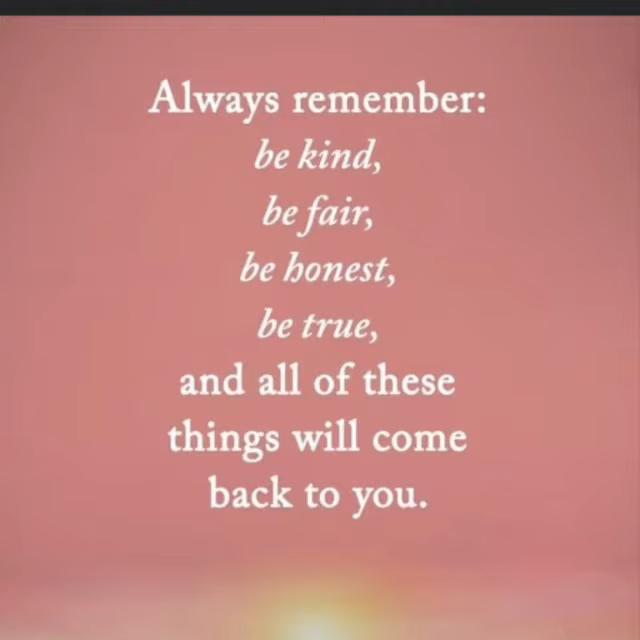 Always remember:
be kind,
be fair,
be honest,
be true,
and all of these
things will come
back to you.